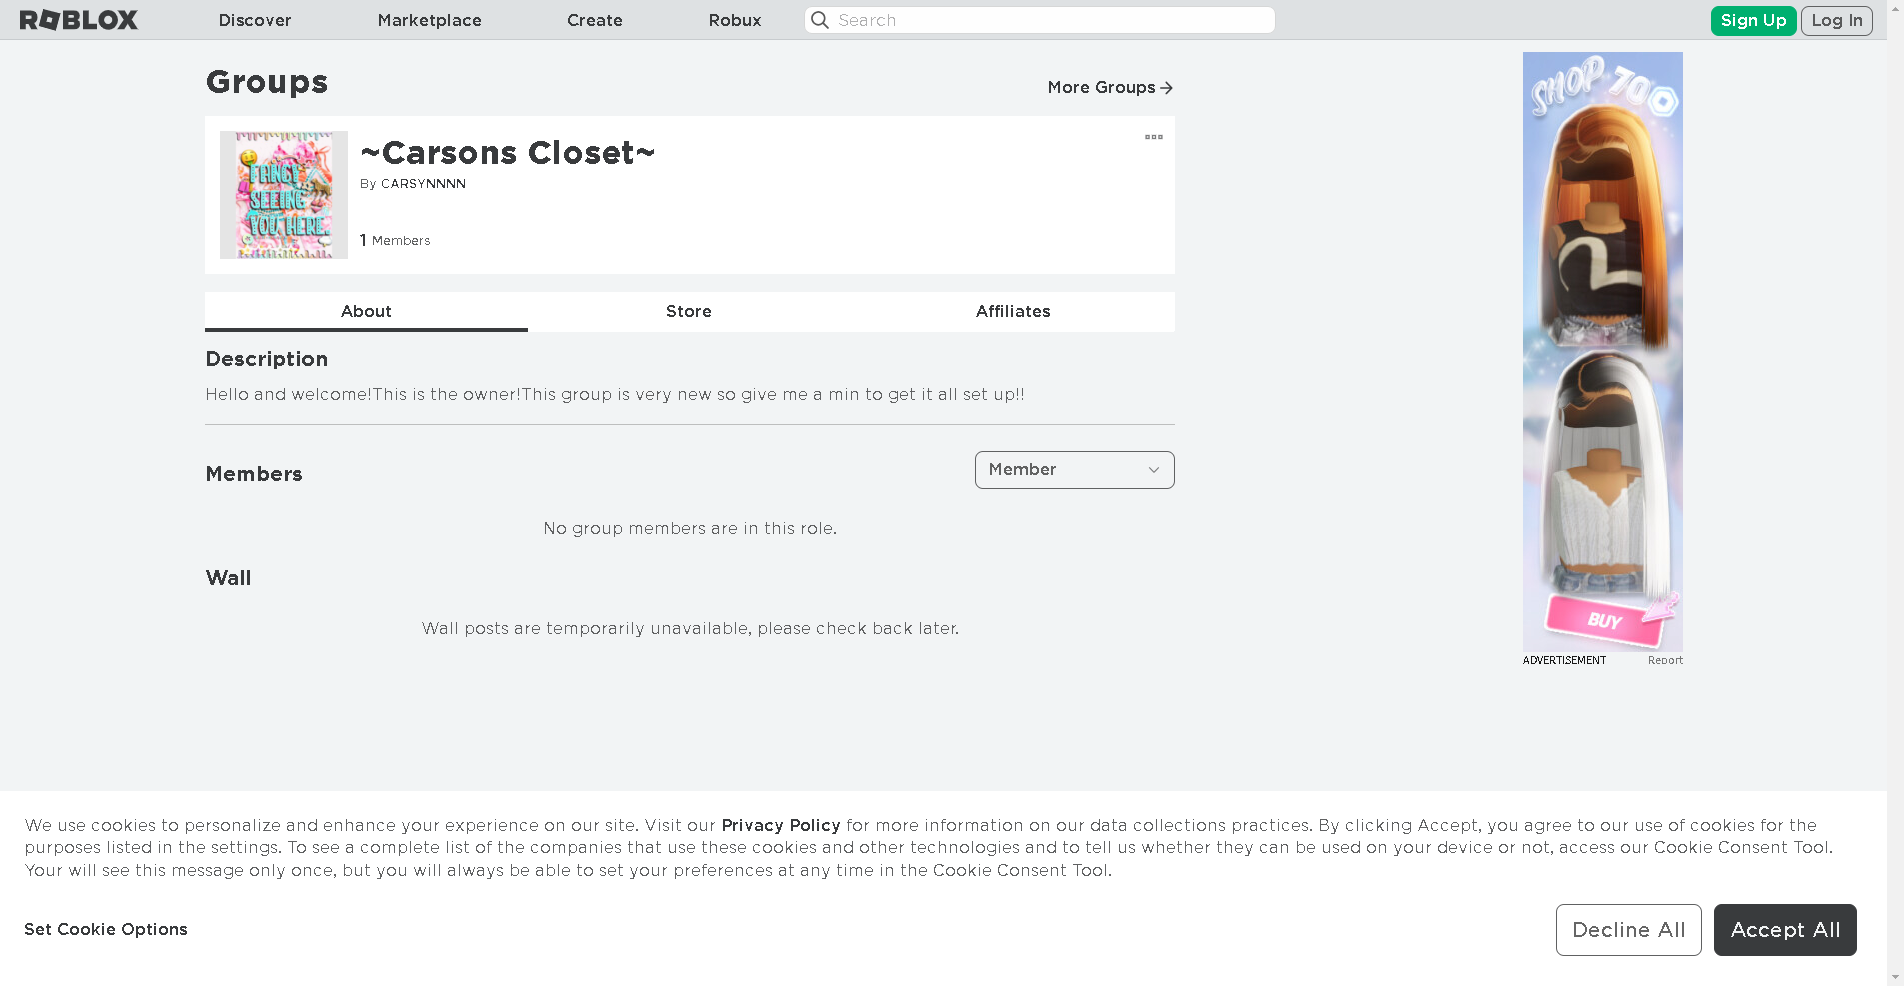 ROBLOX
Discover
Marketplace
Create
Robux
Search
Sign Up
Log In
Groups
More Groups
~Carsons Closet~
By CARSYNNNN
1 Members
FANCY
SEEING
YOU HERE.
About
Store
Affiliates
Description
Hello and welcome!This is the owner!This group is very new so give me a min to get it all set up!!
Members
Member
No group members are in this role.
Wall
Wall posts are temporarily unavailable, please check back later.
SHOP 70
BUY
ADVERTISEMENT
Report
We use cookies to personalize and enhance your experience on our site. Visit our Privacy Policy for more information on our data collections practices. By clicking Accept, you agree to our use of cookies for the
purposes listed in the settings. To see a complete list of the companies that use these cookies and other technologies and to tell us whether they can be used on your device or not, access our Cookie Consent Tool.
Your will see this message only once, but you will always be able to set your preferences at any time in the Cookie Consent Tool.
Set Cookie Options
Decline All
Accept All